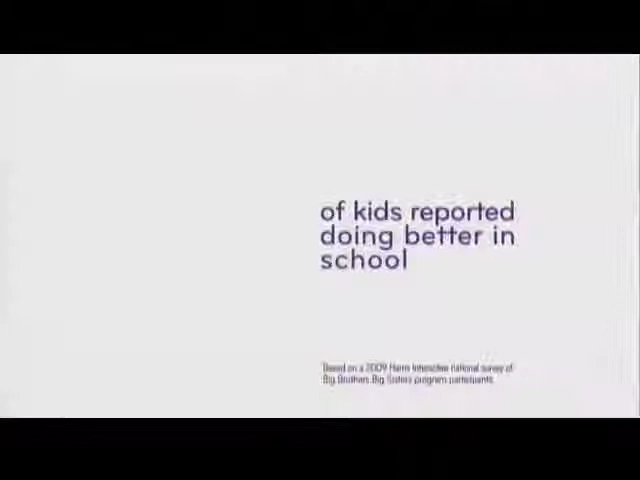 of kids reported
doing better in
school
Based on a 2009 Harris Interactive national survey of
Big Brothers Big Sisters program participants.